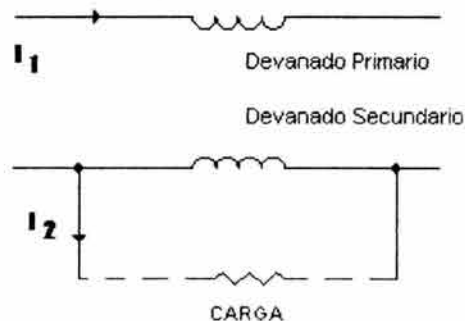 I1
Devanado Primario
Devanado Secundario
I2
CARGA